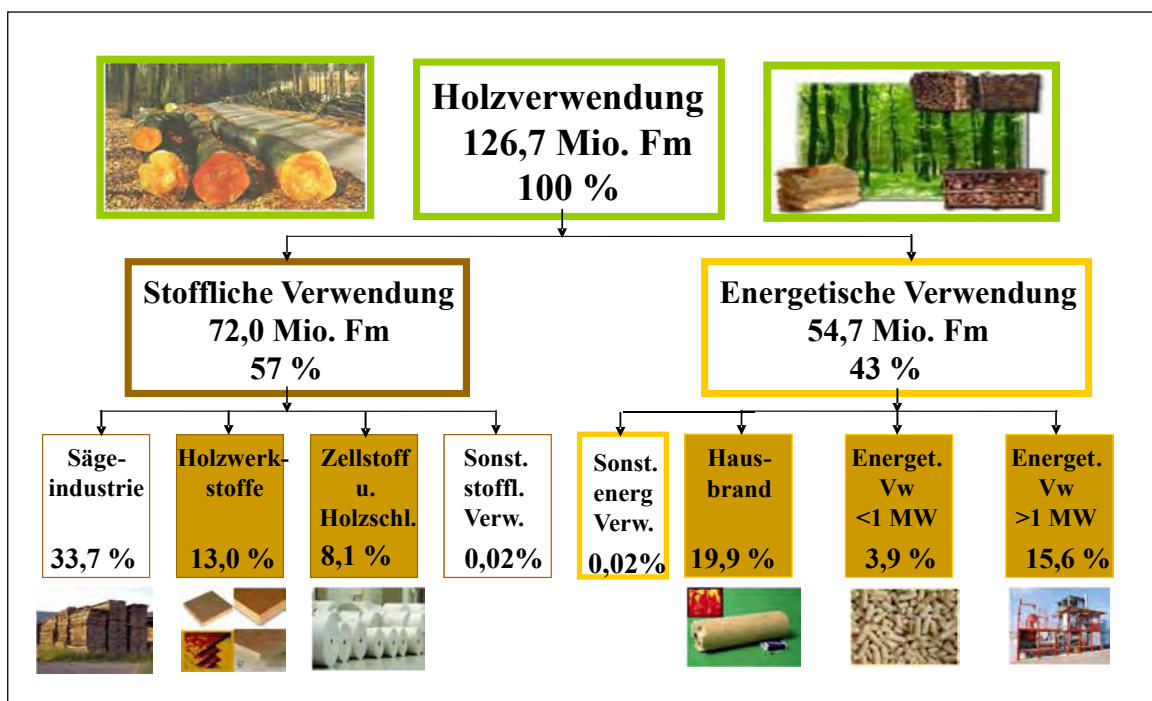 Holzverwendung
126,7 Mio. Fm
100 %
Stoffliche Verwendung
72,0 Mio. Fm
57 %
Energetische Verwendung
54,7 Mio. Fm
43 %
Säge-
industrie
33,7 %
Holzwerk-
stoffe
13,0 %
Zellstoff
u.
Holzschl.
8,1 %
Sonst.
stoffl.
Verw.
0,02%
Sonst.
energ
Verw.
0,02%
Haus-
brand
19,9 %
Energet.
Vw
<1 MW
3,9 %
Energet.
Vw
>1 MW
15,6 %